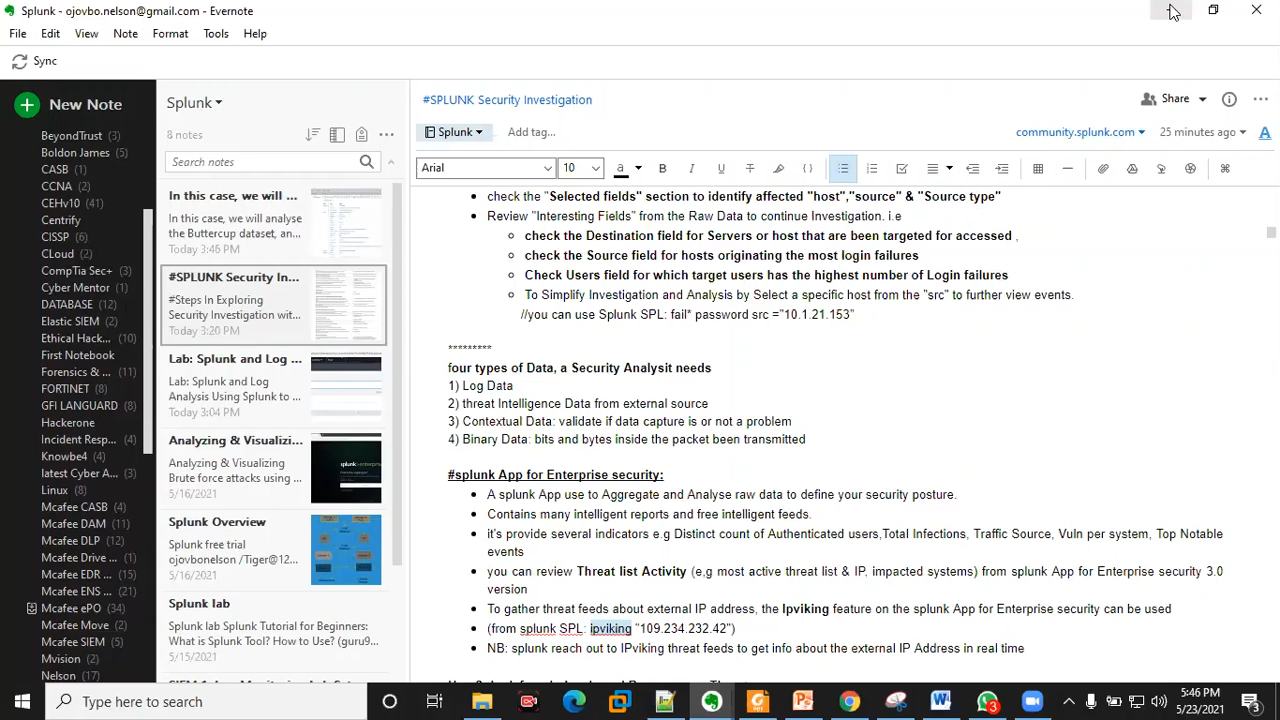 Splunk - ojovbo.nelson@gmail.com - Evernote
File Edit View Note Format Tools Help
Sync
New Note
BeyondTrust (3)
Boldon James (5)
CASB (1)
CCNA (2)
CEHv10 (41)
Centrify
CISSP (9)
CLoud (2)
CompTia Sec+ (3)
Cyber Mentor (1)
DATABASE (12)
Elastic SIEM (2)
Ethical Hack... (10)
First Notebook
Forensics & ... (11)
FORTINET (8)
GFI LANGUARD (8)
Hackerone
Incident Resp... (4)
Knowbe4 (2)
latest Cyber A... (3)
Linux (8)
Mcafee CASB (4)
Mcafee DAM (11)
Mcafee DLP (12)
Mcafee Drive ... (1)
Mcafee EDR ... (15)
Mcafee ENS ... (21)
Mcafee ePO (34)
Mcafee Move (2)
Mcafee SIEM (5)
Mvision (2)
Nelson (17)
Splunk
8 notes
Search notes
In this case, we will ...
In this case, we will analyse
the Buttercup dataset, an...
Today 3:46 PM
#SPLUNK Security In...
#Steps In Exploring
Security Investigation wit...
Today 3:20 PM
Lab: Splunk and Log ...
Lab: Splunk and Log
Analysis Using Splunk to ...
Today 3:04 PM
Analyzing & Visualizi...
Analyzing & Visualizing
Brute force attacks using ...
5/16/2021
Splunk Overview
Splunk free trial
ojovbonelson /Tiger@12...
5/16/2021
Splunk lab
Splunk lab Splunk Tutorial for
Beginners: What is Splunk
Tool? How to Use? (guru9...
5/15/2021
#SPLUNK Security Investigation
Share
Splunk Add tag... community.splunk.com 25 minutes ago
Arial 10
• check the "Selected fields" section to identify affected "host","source" & "Source type"
• Review "Interesting Fields" from the Raw Data to continue Investigation. i.e
○ check the Destination field for Servers or Host that are been targeted for accessed .
○ check the Source field for hosts originating the most login failures
○ Check Users field for which target user has the highest number of Login failures
○ To Simplify investigation and Analysis by select a specific host from the "src" to further view events.
//you can use Splunk SPL: fail* password src ="10.1.21.153"
*********
four types of Data, a Security Analysit needs
1) Log Data
2) threat Intelligence Data from external source
3) Contextual Data: validate if data capture is or not a problem
4) Binary Data: bits and bytes inside the packet been transmitted
#splunk App for Enterprise security:
• A splunk App use to Aggregate and Analyse raw data to define your security posture.
• Contains many intelligent reports and free intelligent feeds.
• it's provide several indicators e.g Distinct count of Authenticated users,Total Infections, Traffic Source, Vuln per system, Top Notable
events
• you can review Threat list Activity (e.g most active threat list & IP, impacted systems) from splunk App for Enterprise security 3.0
version
• To gather threat feeds about external IP address, the Ipviking feature on the splunk App for Enterprise security can be used
• (from splunk SPL: ipviking "109.234.232.42")
• NB: splunk reach out to IPviking threat feeds to get info about the external IP Address in real time
Type here to search
3
5:46 PM
5/23/2021
3